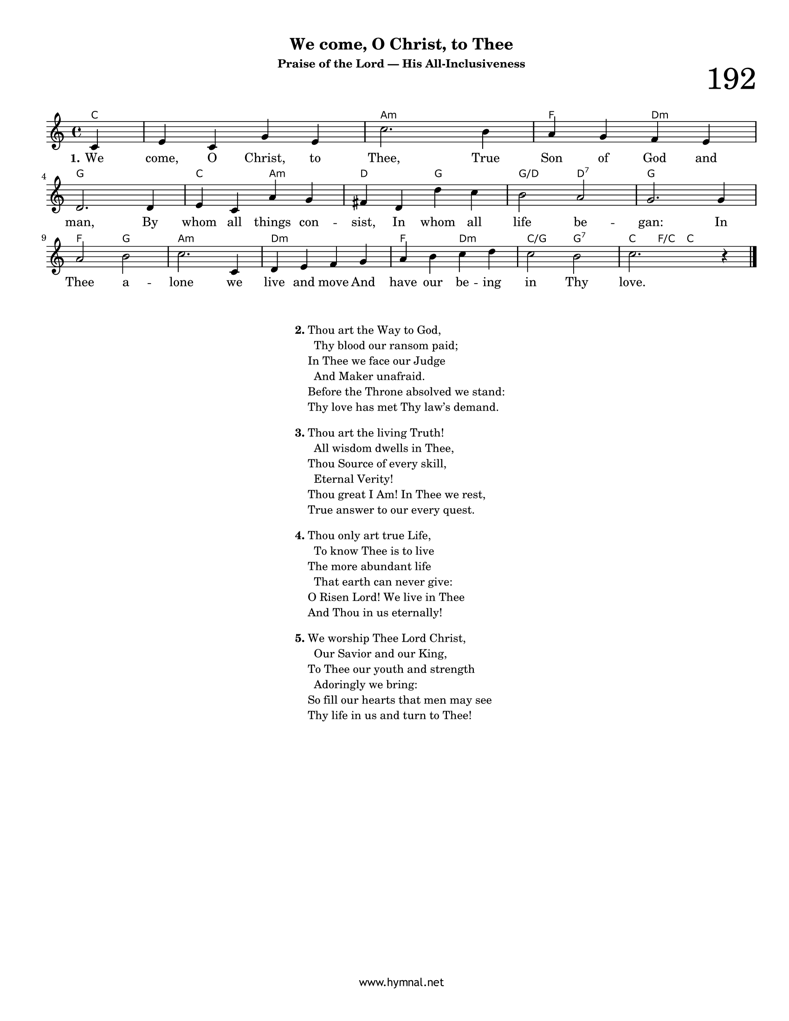 We come, O Christ, to Thee
Praise of the Lord — His All-Inclusiveness
192
C Am F Dm
1. We come, O Christ, to Thee, True Son of God and
4 G C Am D G G/D D7 G
man, By whom all things con - sist, In whom all life be - gan: In
9 F G Am Dm F Dm C/G G7 C F/C C
Thee a - lone we live and move And have our be - ing in Thy love.
2. Thou art the Way to God,
Thy blood our ransom paid;
In Thee we face our Judge
And Maker unafraid.
Before the Throne absolved we stand:
Thy love has met Thy law's demand.
3. Thou art the living Truth!
All wisdom dwells in Thee,
Thou Source of every skill,
Eternal Verity!
Thou great I Am! In Thee we rest,
True answer to our every quest.
4. Thou only art true Life,
To know Thee is to live
The more abundant life
That earth can never give:
O Risen Lord! We live in Thee
And Thou in us eternally!
5. We worship Thee Lord Christ,
Our Savior and our King,
To Thee our youth and strength
Adoringly we bring:
So fill our hearts that men may see
Thy life in us and turn to Thee!
www.hymnal.net